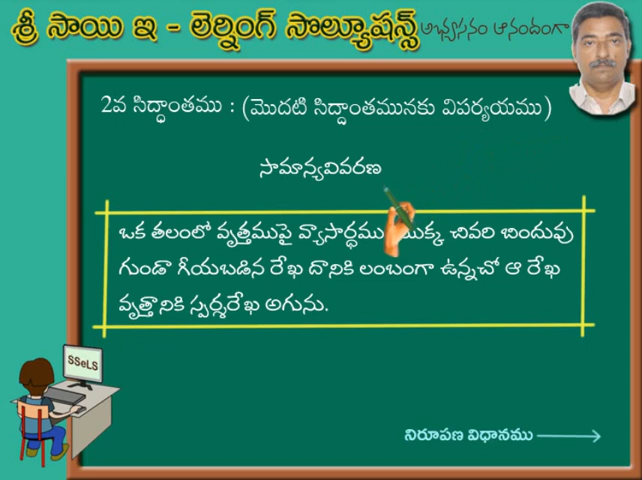 శ్రీ సాయి ఇ - లెర్నింగ్ సొల్యూషన్స్ అభ్యసనం ఆనందంగా
2వ సిద్ధాంతము : (మొదటి సిద్దాంతమునకు విపర్యయము)
సామాన్యవివరణ
ఒక తలంలో వృత్తముపై వ్యాసార్ధము చివరి బిందువు
గుండా గీయబడిన రేఖ దానికి లంబంగా ఉన్నచో ఆ రేఖ
వృత్తానికి స్పర్శరేఖ అగును.
SSeLS
నిరూపణ విధానము